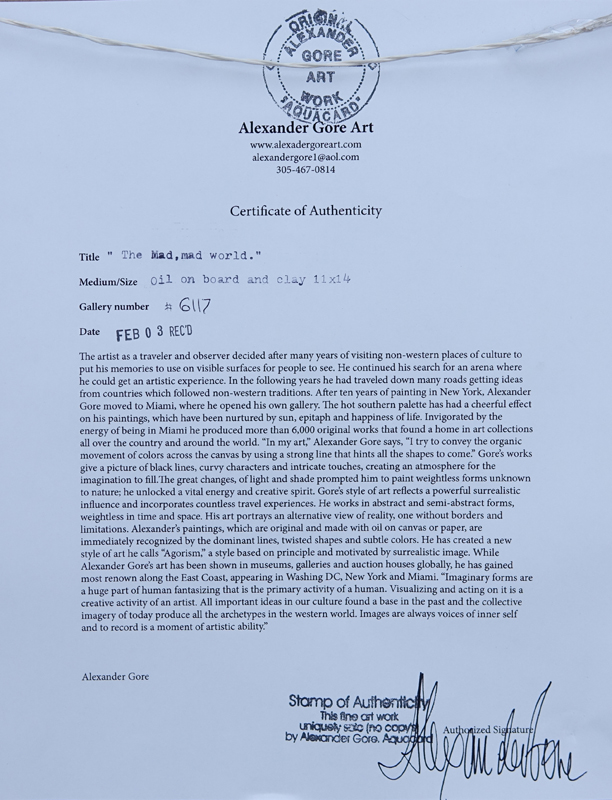 ORIGINAL
ALEXANDER
GORE
ART
WORK
"AQUACARD"
Alexander Gore Art
www.alexadergoreart.com
alexandergore1@aol.com
305-467-0814
Certificate of Authenticity
Title " The Mad,mad world."
Medium/Size Oil on board and clay 11x14
Gallery number # 6117
Date FEB 0 3 REC'D
The artist as a traveler and observer decided after many years of visiting non-western places of culture to
put his memories to use on visible surfaces for people to see. He continued his search for an arena where
he could get an artistic experience. In the following years he had traveled down many roads getting ideas
from countries which followed non-western traditions. After ten years of painting in New York, Alexander
Gore moved to Miami, where he opened his own gallery. The hot southern palette has had a cheerful effect
on his paintings, which have been nurtured by sun, epitaph and happiness of life. Invigorated by the
energy of being in Miami he produced more than 6,000 original works that found a home in art collections
all over the country and around the world. “In my art,” Alexander Gore says, “I try to convey the organic
movement of colors across the canvas by using a strong line that hints all the shapes to come.” Gore's works
give a picture of black lines, curvy characters and intricate touches, creating an atmosphere for the
imagination to fill.The great changes, of light and shade prompted him to paint weightless forms unknown
to nature; he unlocked a vital energy and creative spirit. Gore's style of art reflects a powerful surrealistic
influence and incorporates countless travel experiences. He works in abstract and semi-abstract forms,
weightless in time and space. His art portrays an alternative view of reality, one without borders and
limitations. Alexander's paintings, which are original and made with oil on canvas or paper, are
immediately recognized by the dominant lines, twisted shapes and subtle colors. He has created a new
style of art he calls “Agorism,” a style based on principle and motivated by surrealistic image. While
Alexander Gore's art has been shown in museums, galleries and auction houses globally, he has gained
most renown along the East Coast, appearing in Washing DC, New York and Miami. “Imaginary forms are
a huge part of human fantasizing that is the primary activity of a human. Visualizing and acting on it is a
creative activity of an artist. All important ideas in our culture found a base in the past and the collective
imagery of today produce all the archetypes in the western world. Images are always voices of inner self
and to record is a moment of artistic ability.”
Alexander Gore
Stamp of Authenticity
This fine art work
uniquely sole (no copys)
by Alexander Gore. Aquacard
Authorized Signature
Alexander Gore